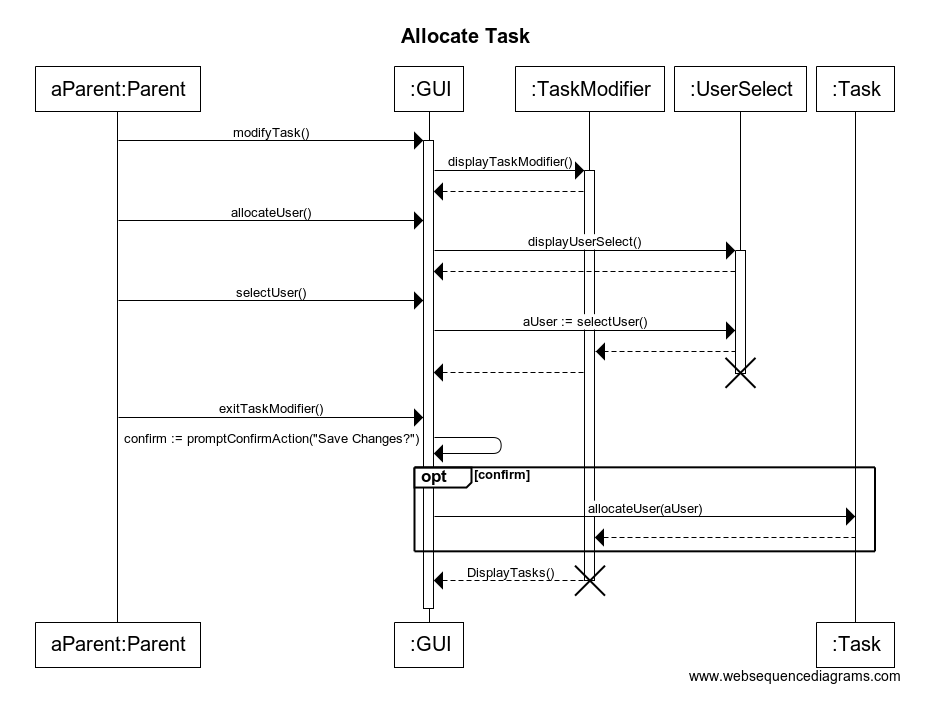 Allocate Task
aParent:Parent
:GUI
:TaskModifier
:UserSelect
:Task
modifyTask()
displayTaskModifier()
allocateUser()
displayUserSelect()
selectUser()
aUser := selectUser()
exitTaskModifier()
confirm := promptConfirmAction("Save Changes?")
opt
[confirm]
allocateUser(aUser)
DisplayTasks()
aParent:Parent
:GUI
:Task
www.websequencediagrams.com